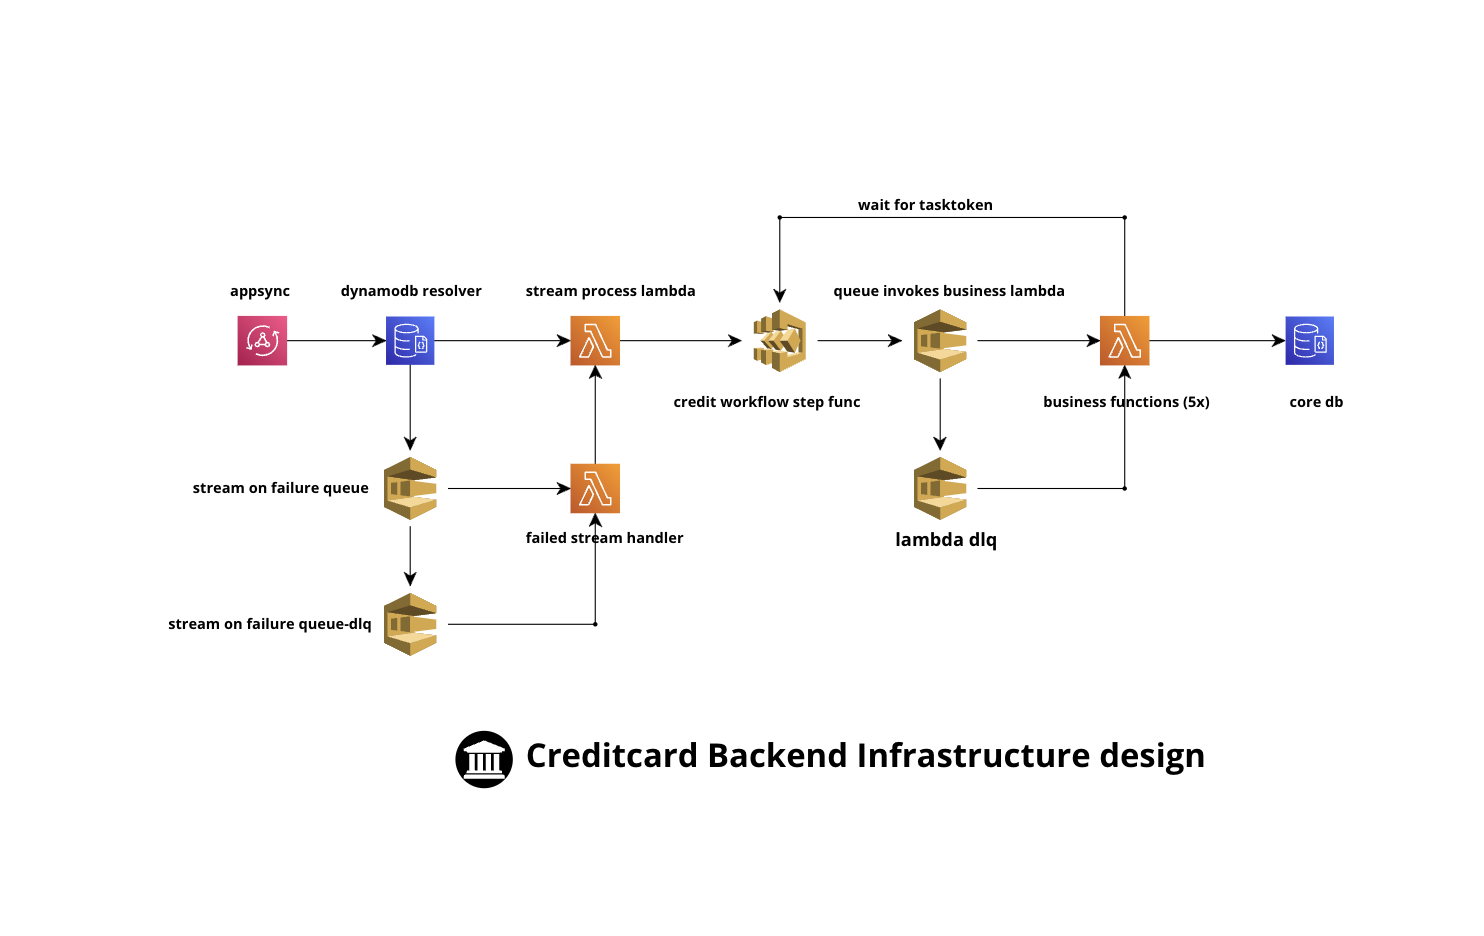 wait for tasktoken
appsync
dynamodb resolver
stream process lambda
queue invokes business lambda
credit workflow step func
business functions (5x)
core db
stream on failure queue
failed stream handler
lambda dlq
stream on failure queue-dlq
Creditcard Backend Infrastructure design